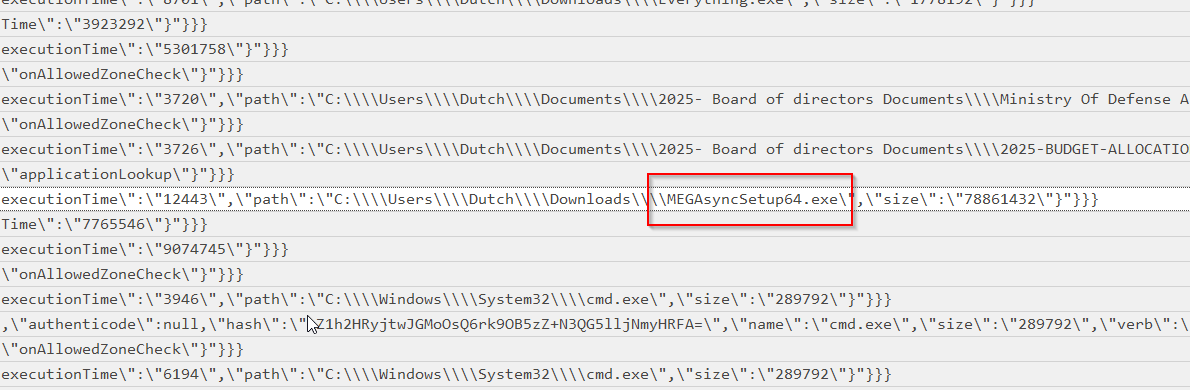 executionTime\":\"8701\",\"path\":\"C:\\\\Users\\\\Dutch\\\\Downloads\\\\Everything.exe\",\"size\":\"1778192\"}"}}}
Time\":\"3923292\"}"}}}
executionTime\":\"5301758\"}"}}}
\"onAllowedZoneCheck\"}"}}}
executionTime\":\"3720\",\"path\":\"C:\\\\Users\\\\Dutch\\\\Documents\\\\2025- Board of directors Documents\\\\Ministry Of Defense A
\"onAllowedZoneCheck\"}"}}}
executionTime\":\"3726\",\"path\":\"C:\\\\Users\\\\Dutch\\\\Documents\\\\2025- Board of directors Documents\\\\2025-BUDGET-ALLOCATIO
\"applicationLookup\"}"}}}
executionTime\":\"12443\",\"path\":\"C:\\\\Users\\\\Dutch\\\\Downloads\\\\MEGAsyncSetup64.exe\",\"size\":\"78861432\"}"}}}
Time\":\"7765546\"}"}}}
executionTime\":\"9074745\"}"}}}
\"onAllowedZoneCheck\"}"}}}
executionTime\":\"3946\",\"path\":\"C:\\\\Windows\\\\System32\\\\cmd.exe\",\"size\":\"289792\"}"}}}
,\"authenticode\":null,\"hash\":\"Z1h2HRyjtwJGMoOsQ6rk9OB5zZ+N3QG5lljNmyHRFA=\",\"name\":\"cmd.exe\",\"size\":\"289792\",\"verb\":\
\"onAllowedZoneCheck\"}"}}}
executionTime\":\"6194\",\"path\":\"C:\\\\Windows\\\\System32\\\\cmd.exe\",\"size\":\"289792\"}"}}}